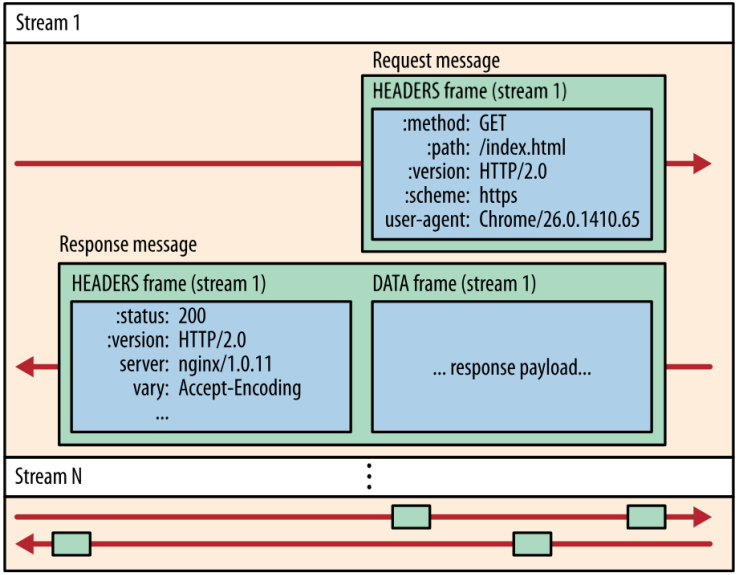 Stream 1
Request message
HEADERS frame (stream 1)
:method: GET
:path: /index.html
:version: HTTP/2.0
:scheme: https
user-agent: Chrome/26.0.1410.65
Response message
HEADERS frame (stream 1)
:status: 200
:version: HTTP/2.0
server: nginx/1.0.11
vary: Accept-Encoding
...
DATA frame (stream 1)
... response payload...
Stream N